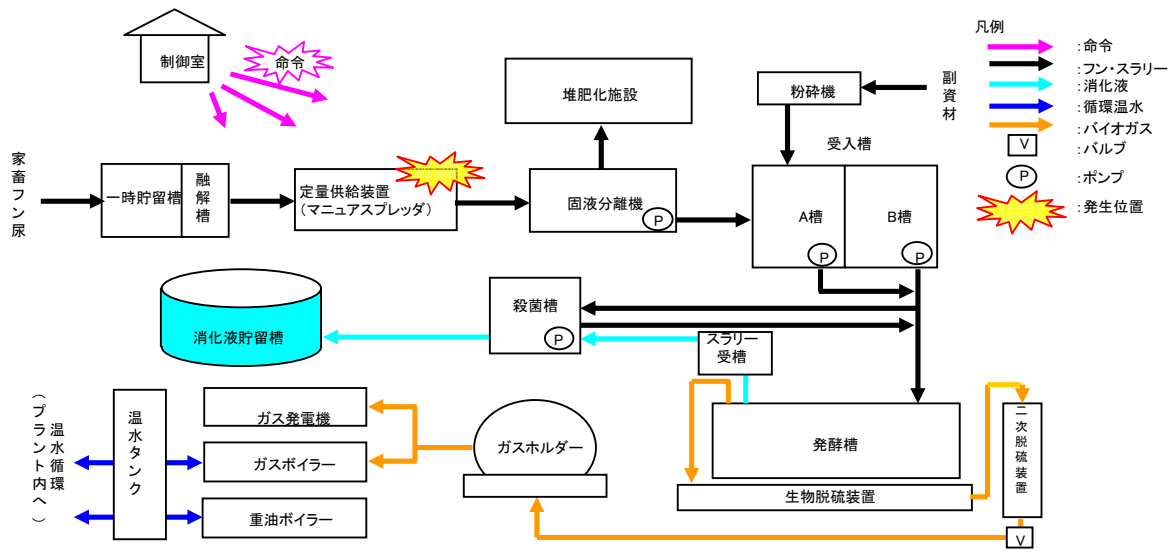 制御室
命令
凡例
:命令
:フン・スラリー
:消化液
:循環温水
:バイオガス
V
:バルブ
P
:ポンプ
:発生位置
堆肥化施設
粉砕機
副資材
受入槽
家畜フン尿
一時貯留槽
融解槽
定量供給装置
(マニュアスプレッダ)
固液分離機
P
A槽
P
B槽
P
消化液貯留槽
殺菌槽
P
スラリー
受槽
温水循環
(プラント内へ)
温水タンク
ガス発電機
ガスボイラー
重油ボイラー
ガスホルダー
発酵槽
生物脱硫装置
二次脱硫装置
V